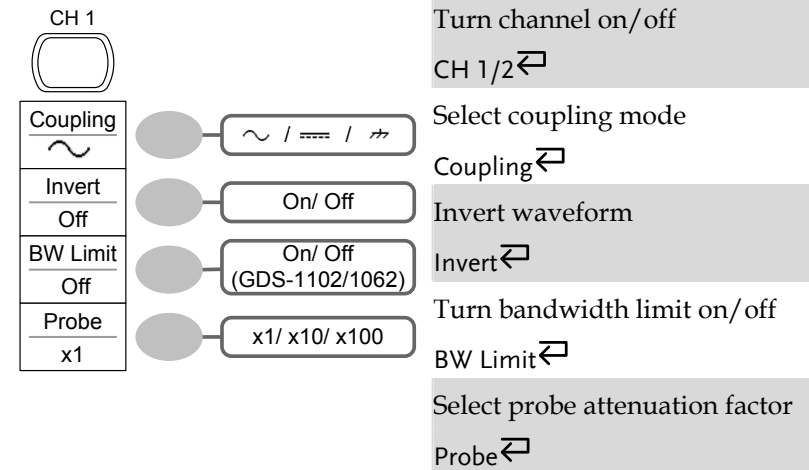 CH 1
Coupling
∿
Invert
Off
BW Limit
Off
Probe
x1
∿ / ⎓ / ⏚
On/ Off
On/ Off
(GDS-1102/1062)
x1/ x10/ x100
Turn channel on/off
CH 1/2
Select coupling mode
Coupling
Invert waveform
Invert
Turn bandwidth limit on/off
BW Limit
Select probe attenuation factor
Probe